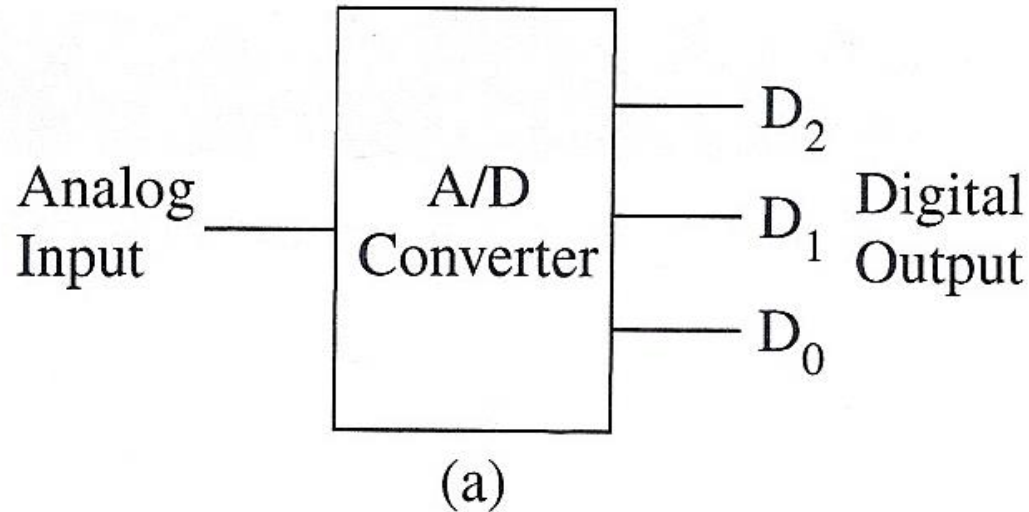 Analog
Input
A/D
Converter
D₂
D₁
D₀
Digital
Output
(a)